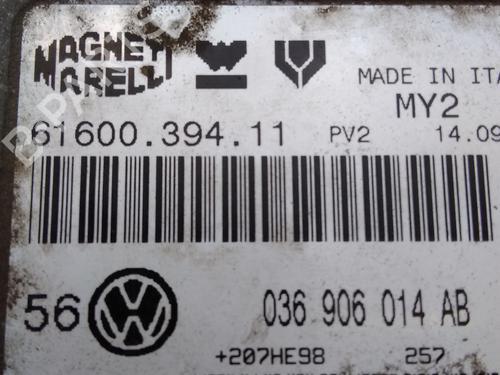 MAGNETI
MARELLI
MADE IN ITA
MY2
61600.394.11 PV2 14.09
56 036 906 014 AB
+207HE98 257